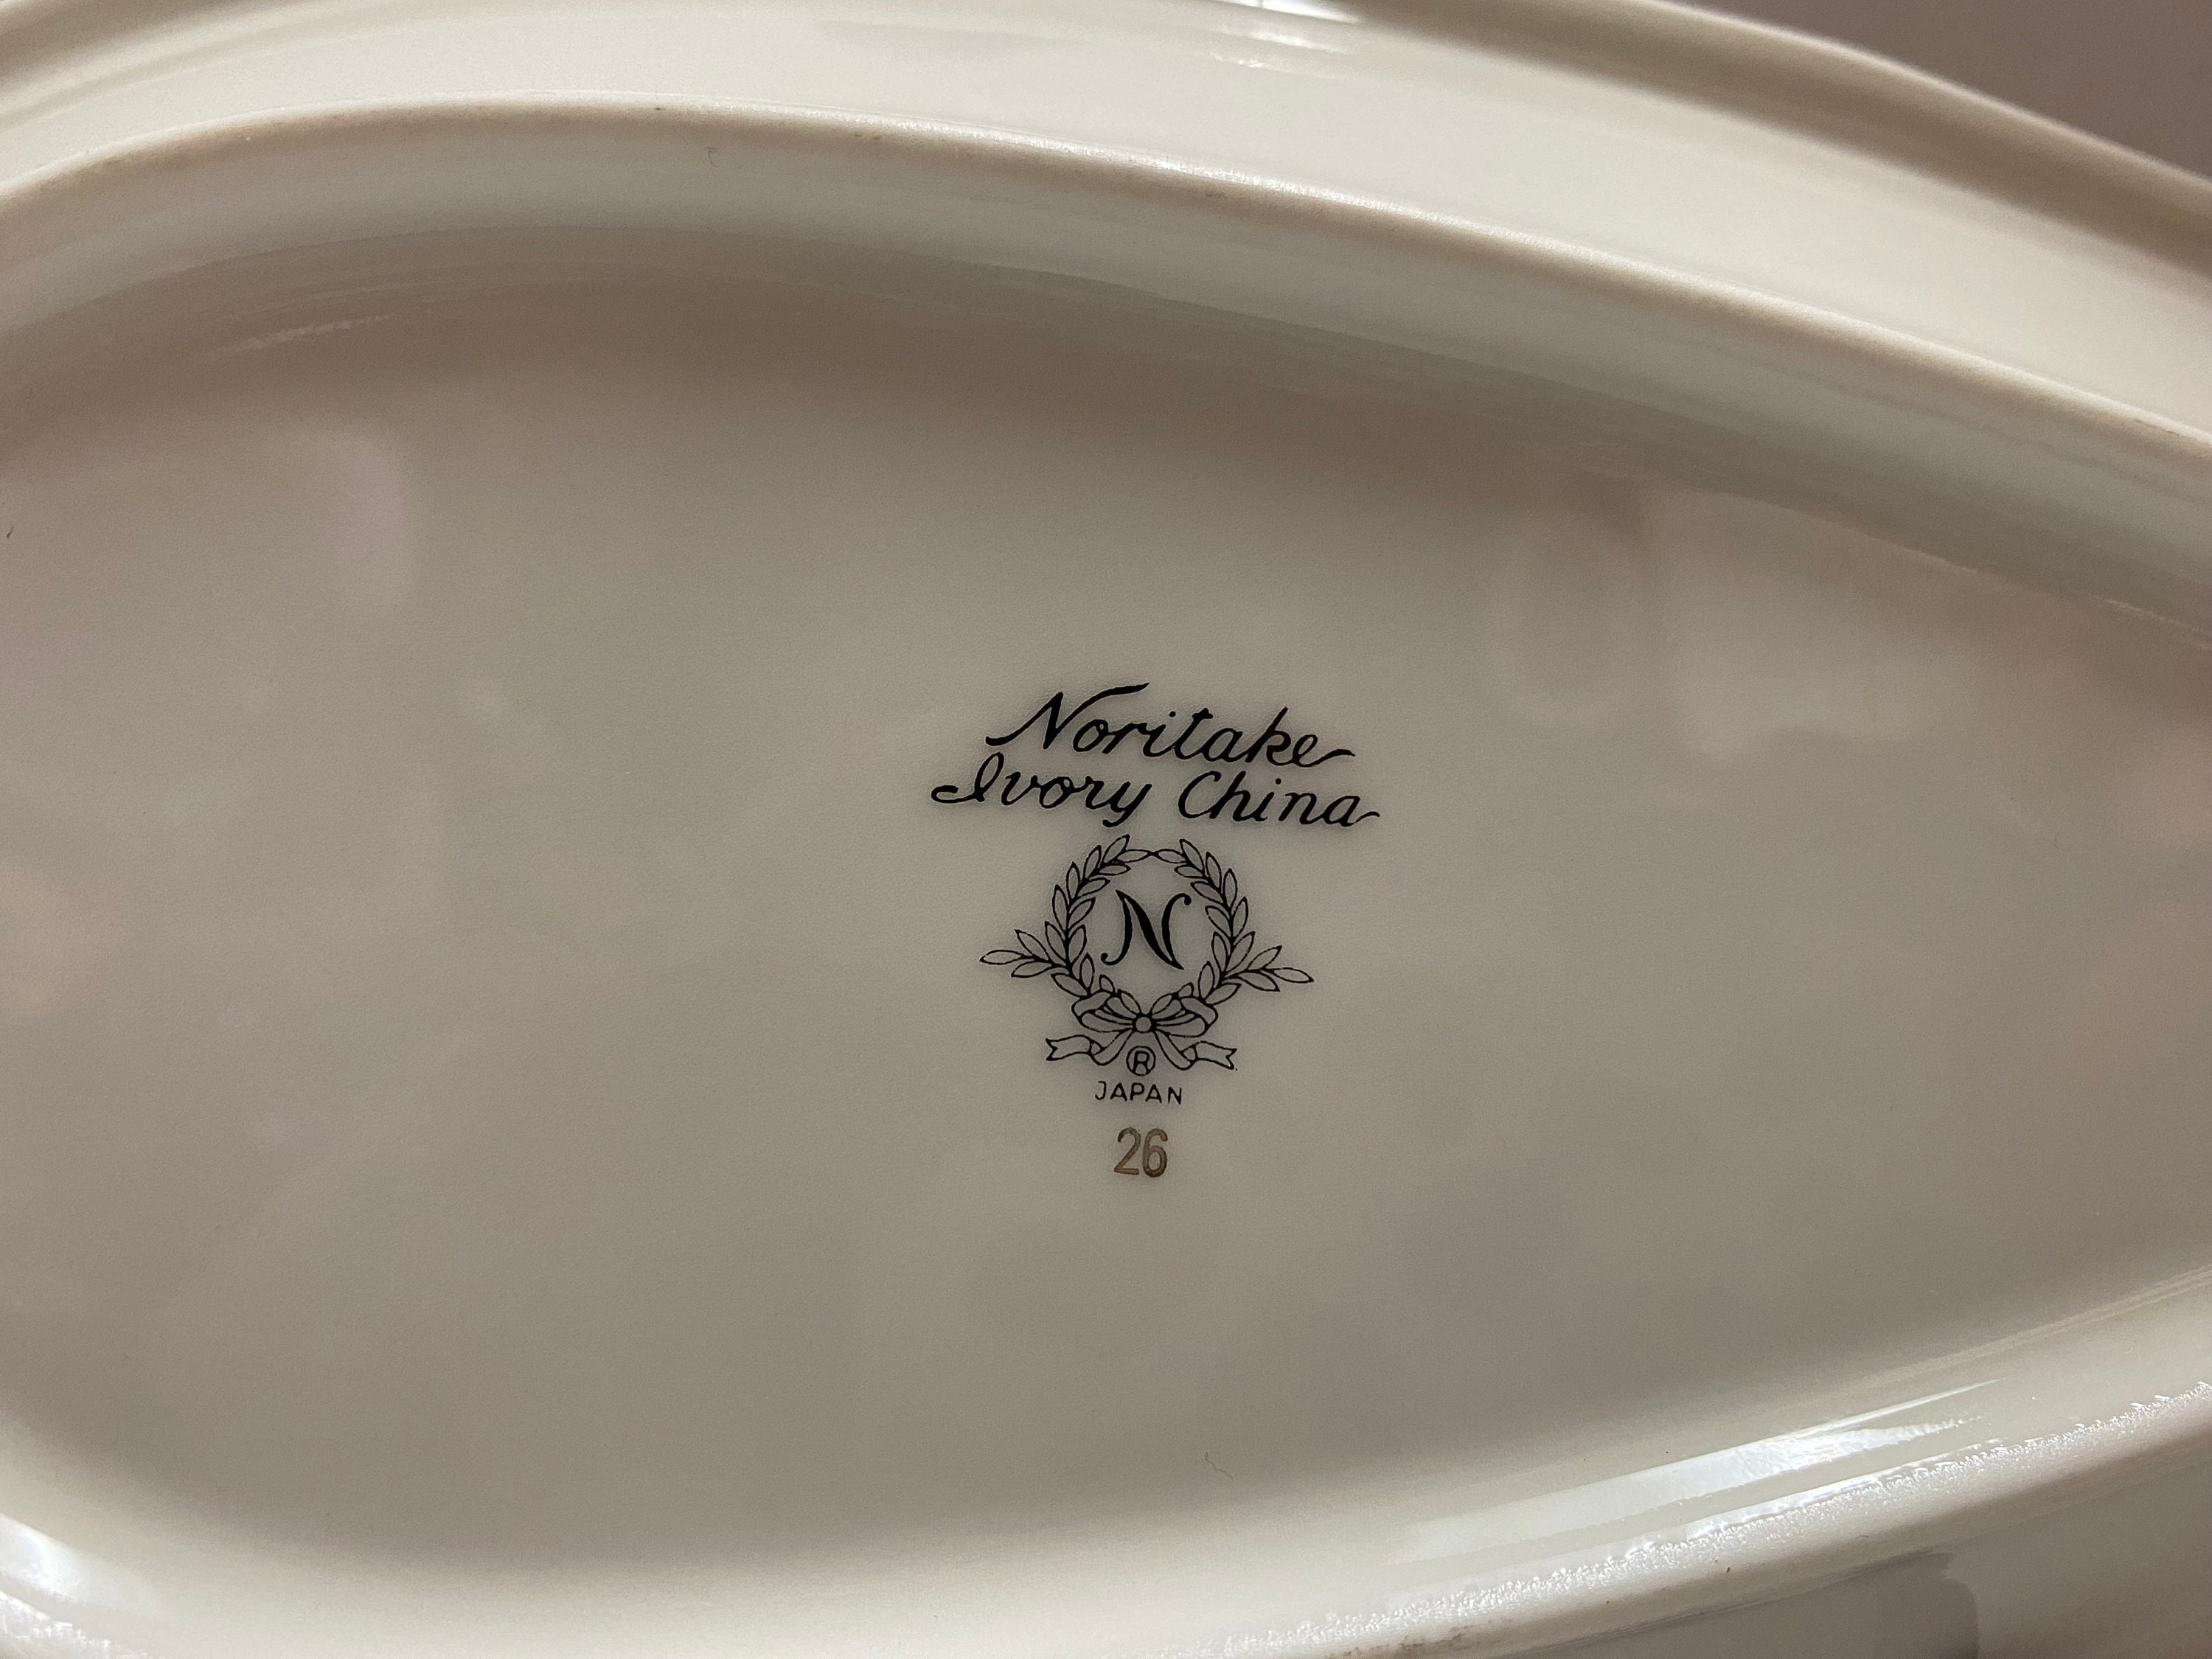 Noritake
Ivory China
N
®
JAPAN
26